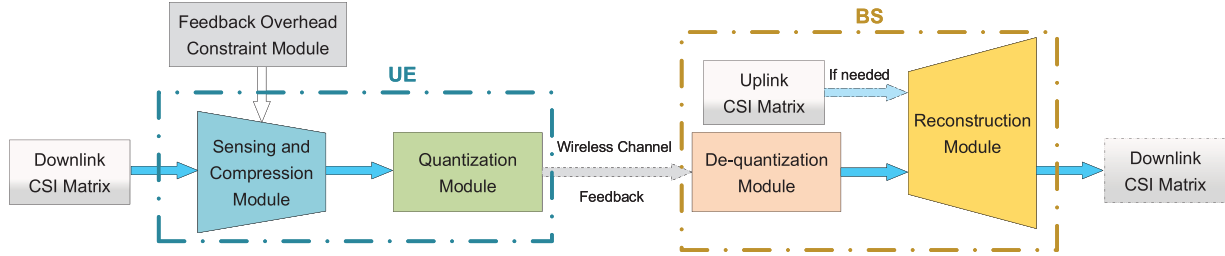 Feedback Overhead
Constraint Module
UE
BS
Downlink
CSI Matrix
Sensing and
Compression
Module
Quantization
Module
Wireless Channel
Feedback
Uplink
CSI Matrix
If needed
De-quantization
Module
Reconstruction
Module
Downlink
CSI Matrix